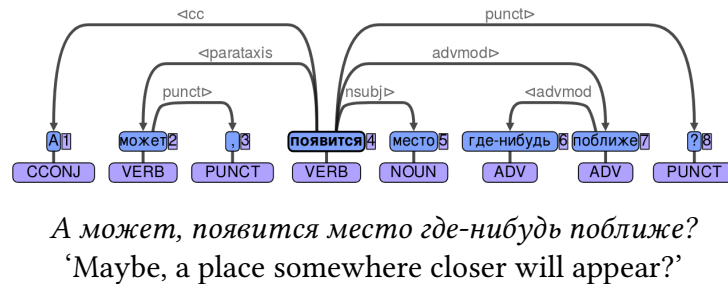 ⊲cc punct⊳
⊲parataxis advmod⊳
punct⊳ nsubj⊳ ⊲advmod
А 1 может 2 , 3 появится 4 место 5 где-нибудь 6 поближе 7 ? 8
CCONJ VERB PUNCT VERB NOUN ADV ADV PUNCT
А может, появится место где-нибудь поближе?
‘Maybe, a place somewhere closer will appear?’